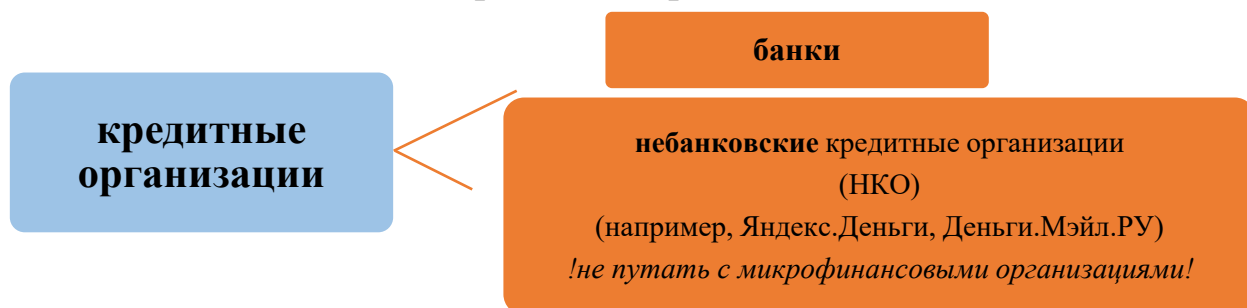 банки
кредитные
организации
небанковские кредитные организации
(НКО)
(например, Яндекс.Деньги, Деньги.Мэйл.РУ)
!не путать с микрофинансовыми организациями!